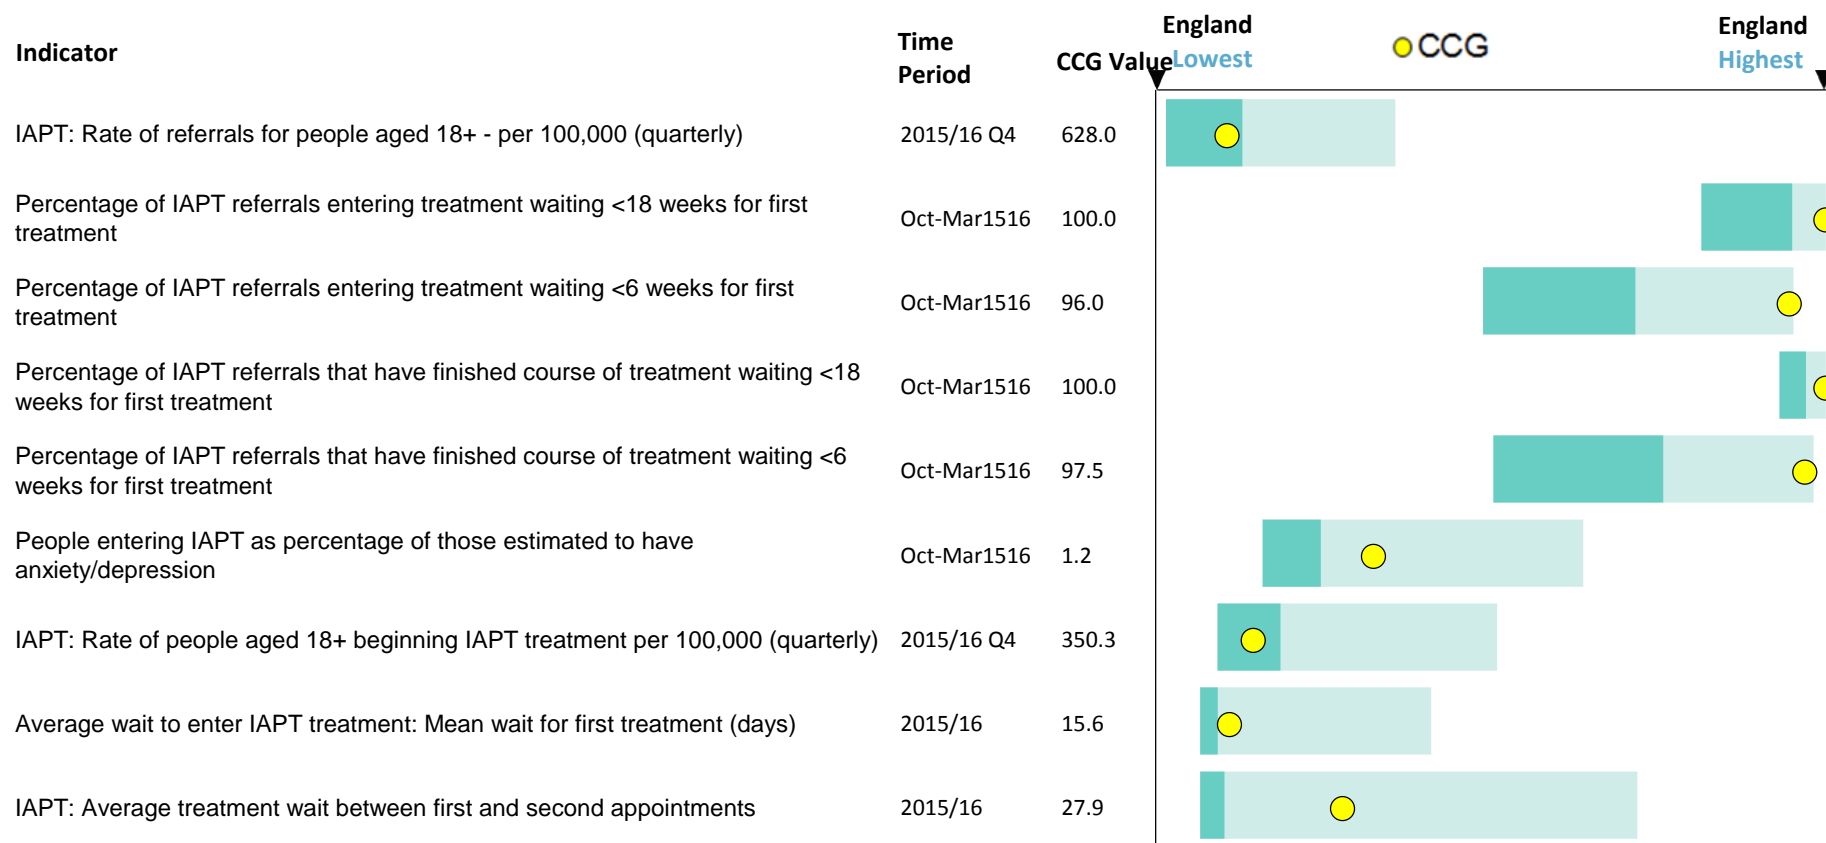 Indicator
Time
Period
CCG Value
England
Lowest
CCG
England
Highest
IAPT: Rate of referrals for people aged 18+ - per 100,000 (quarterly) 2015/16 Q4 628.0
Percentage of IAPT referrals entering treatment waiting <18 weeks for first
treatment
Oct-Mar1516 100.0
Percentage of IAPT referrals entering treatment waiting <6 weeks for first
treatment
Oct-Mar1516 96.0
Percentage of IAPT referrals that have finished course of treatment waiting <18
weeks for first treatment
Oct-Mar1516 100.0
Percentage of IAPT referrals that have finished course of treatment waiting <6
weeks for first treatment
Oct-Mar1516 97.5
People entering IAPT as percentage of those estimated to have
anxiety/depression
Oct-Mar1516 1.2
IAPT: Rate of people aged 18+ beginning IAPT treatment per 100,000 (quarterly) 2015/16 Q4 350.3
Average wait to enter IAPT treatment: Mean wait for first treatment (days) 2015/16 15.6
IAPT: Average treatment wait between first and second appointments 2015/16 27.9